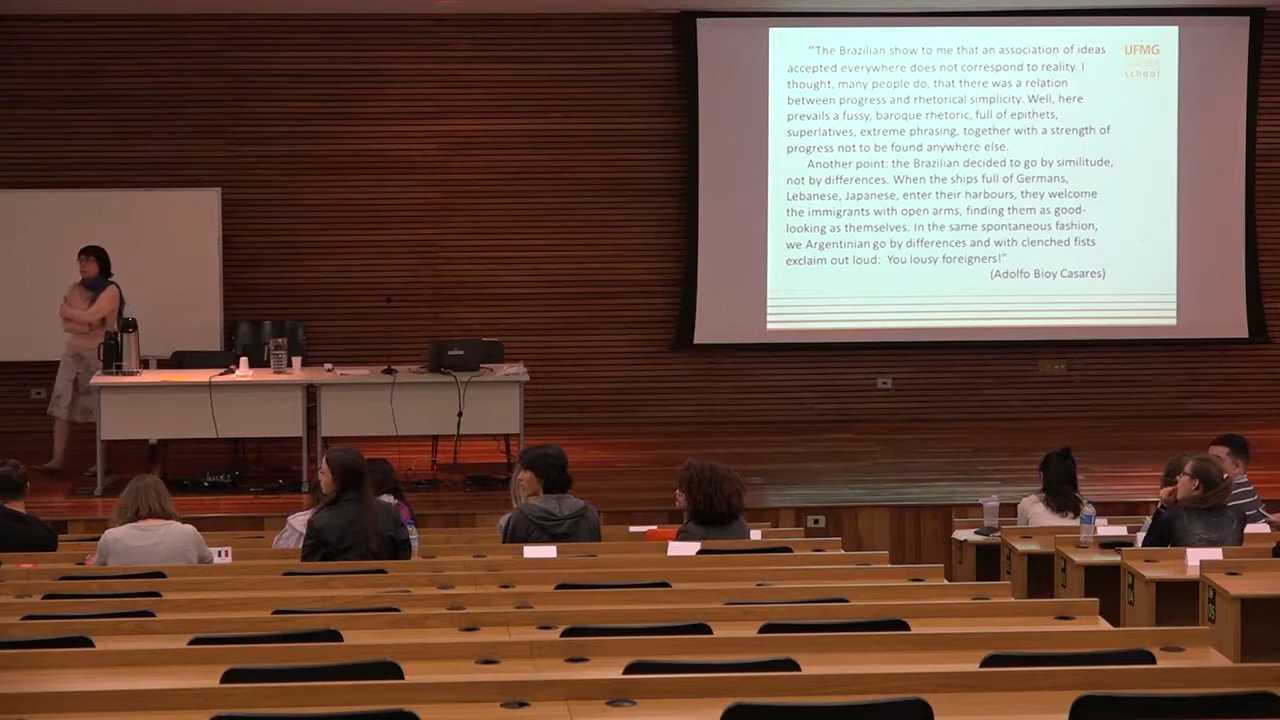 "The Brazilian show to me that an association of ideas
accepted everywhere does not correspond to reality. I
thought, many people do, that there was a relation
between progress and rhetorical simplicity. Well, here
prevails a fussy, baroque rhetoric, full of epithets,
superlatives, extreme phrasing, together with a strength of
progress not to be found anywhere else.
Another point: the Brazilian decided to go by similitude,
not by differences. When the ships full of Germans,
Lebanese, Japanese, enter their harbours, they welcome
the immigrants with open arms, finding them as good-
looking as themselves. In the same spontaneous fashion,
we Argentinian go by differences and with clenched fists
exclaim out loud: You lousy foreigners!"
(Adolfo Bioy Casares)
UFMG
school